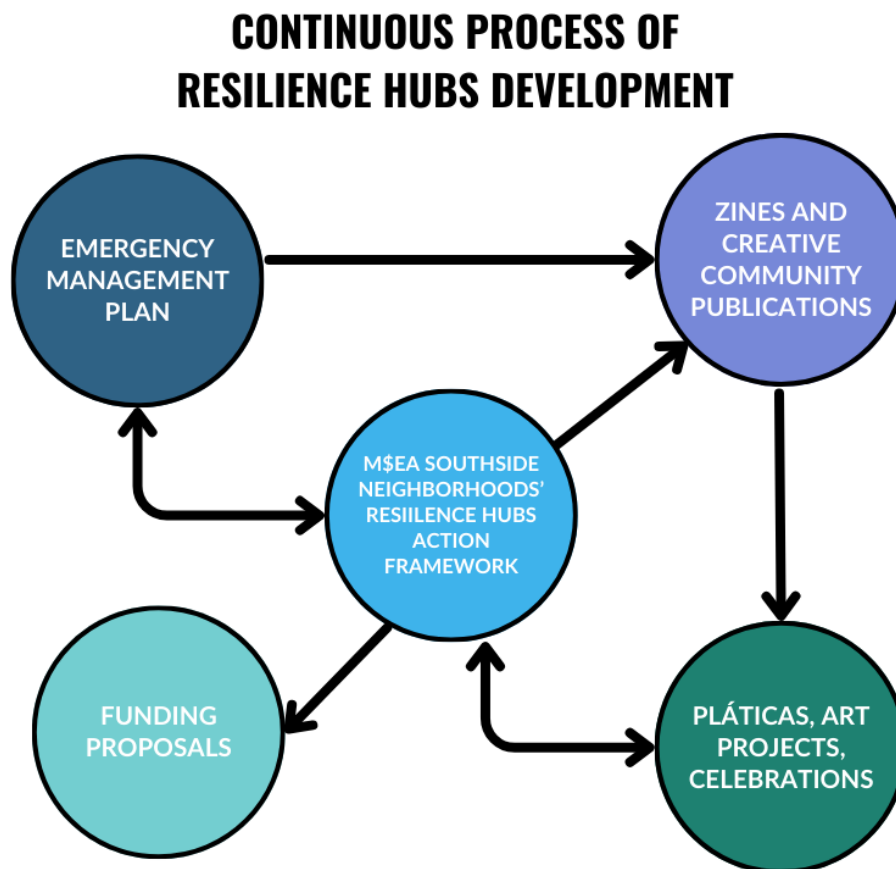 CONTINUOUS PROCESS OF
RESILIENCE HUBS DEVELOPMENT
EMERGENCY
MANAGEMENT
PLAN
ZINES AND
CREATIVE
COMMUNITY
PUBLICATIONS
M$EA SOUTHSIDE
NEIGHBORHOODS’
RESIILENCE HUBS
ACTION
FRAMEWORK
FUNDING
PROPOSALS
PLÁTICAS, ART
PROJECTS,
CELEBRATIONS